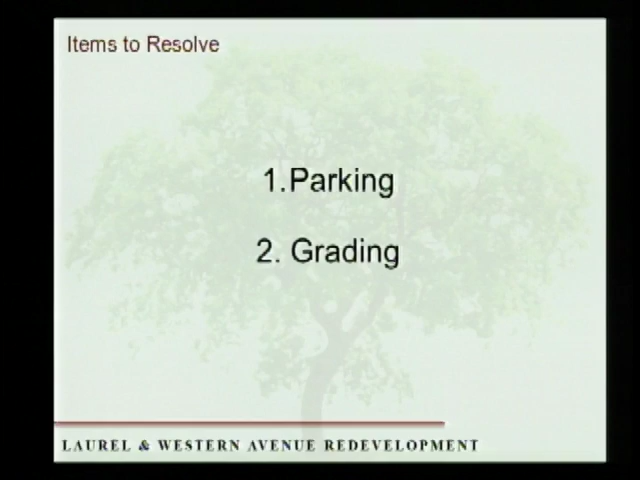 Items to Resolve
1.Parking
2. Grading
LAUREL & WESTERN AVENUE REDEVELOPMENT